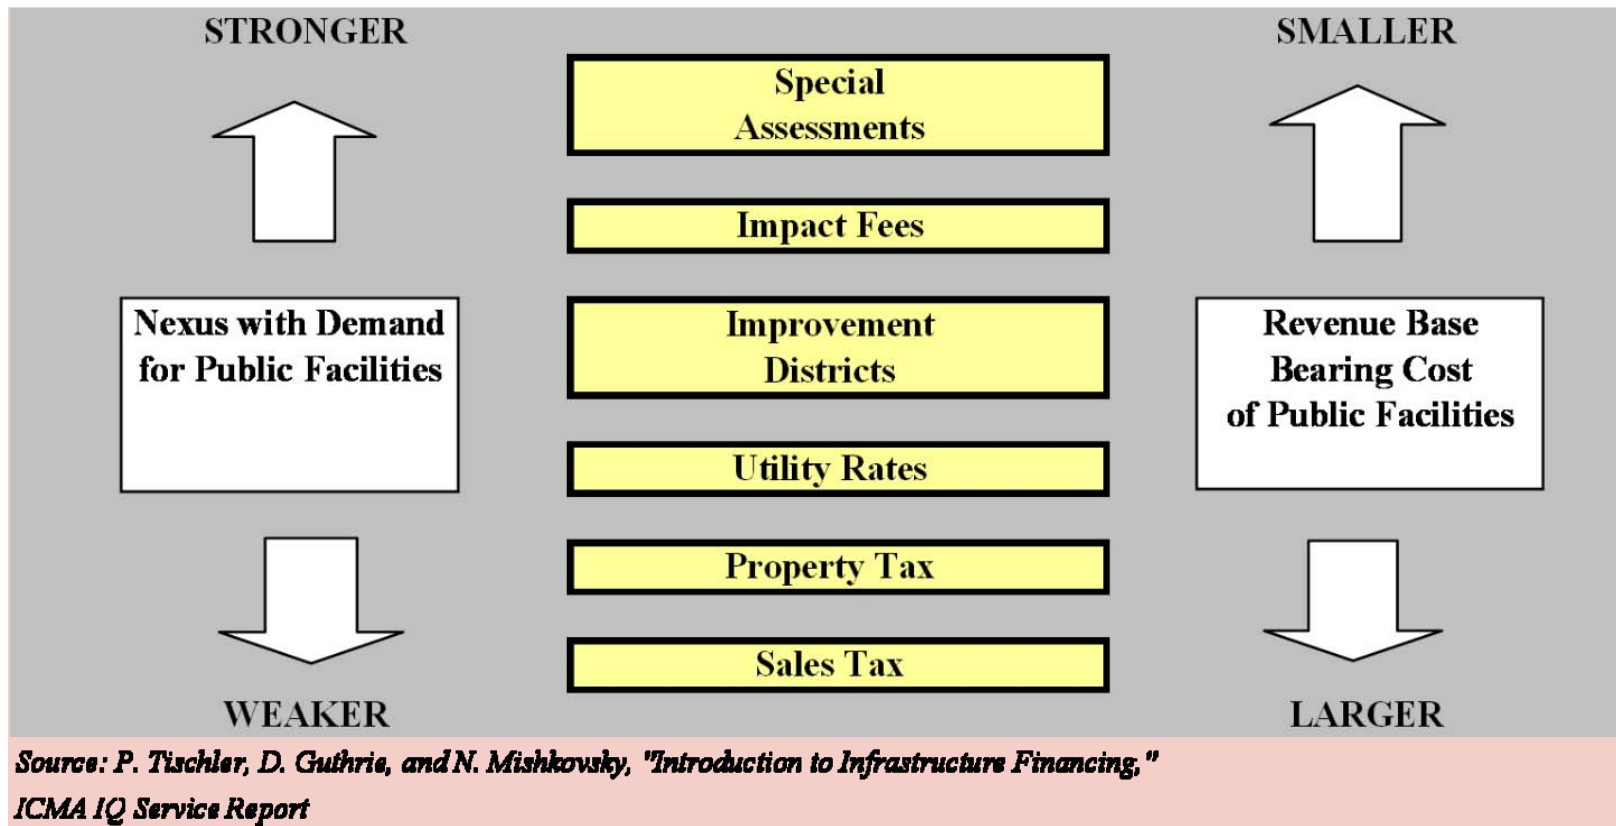 STRONGER
SMALLER
Special
Assessments
Impact Fees
Nexus with Demand
for Public Facilities
Improvement
Districts
Revenue Base
Bearing Cost
of Public Facilities
Utility Rates
Property Tax
Sales Tax
WEAKER
LARGER
Source: P. Tischler, D. Guthrie, and N. Mishkovsky, "Introduction to Infrastructure Financing,"
ICMA IQ Service Report